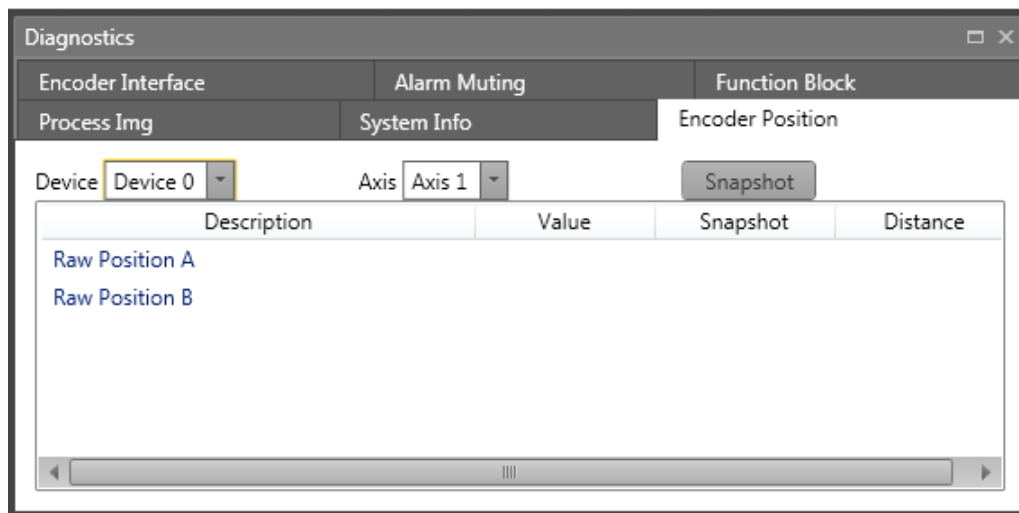 Diagnostics
Encoder Interface Alarm Muting Function Block
Process Img System Info Encoder Position
Device Device 0 Axis Axis 1 Snapshot
Description Value Snapshot Distance
Raw Position A
Raw Position B